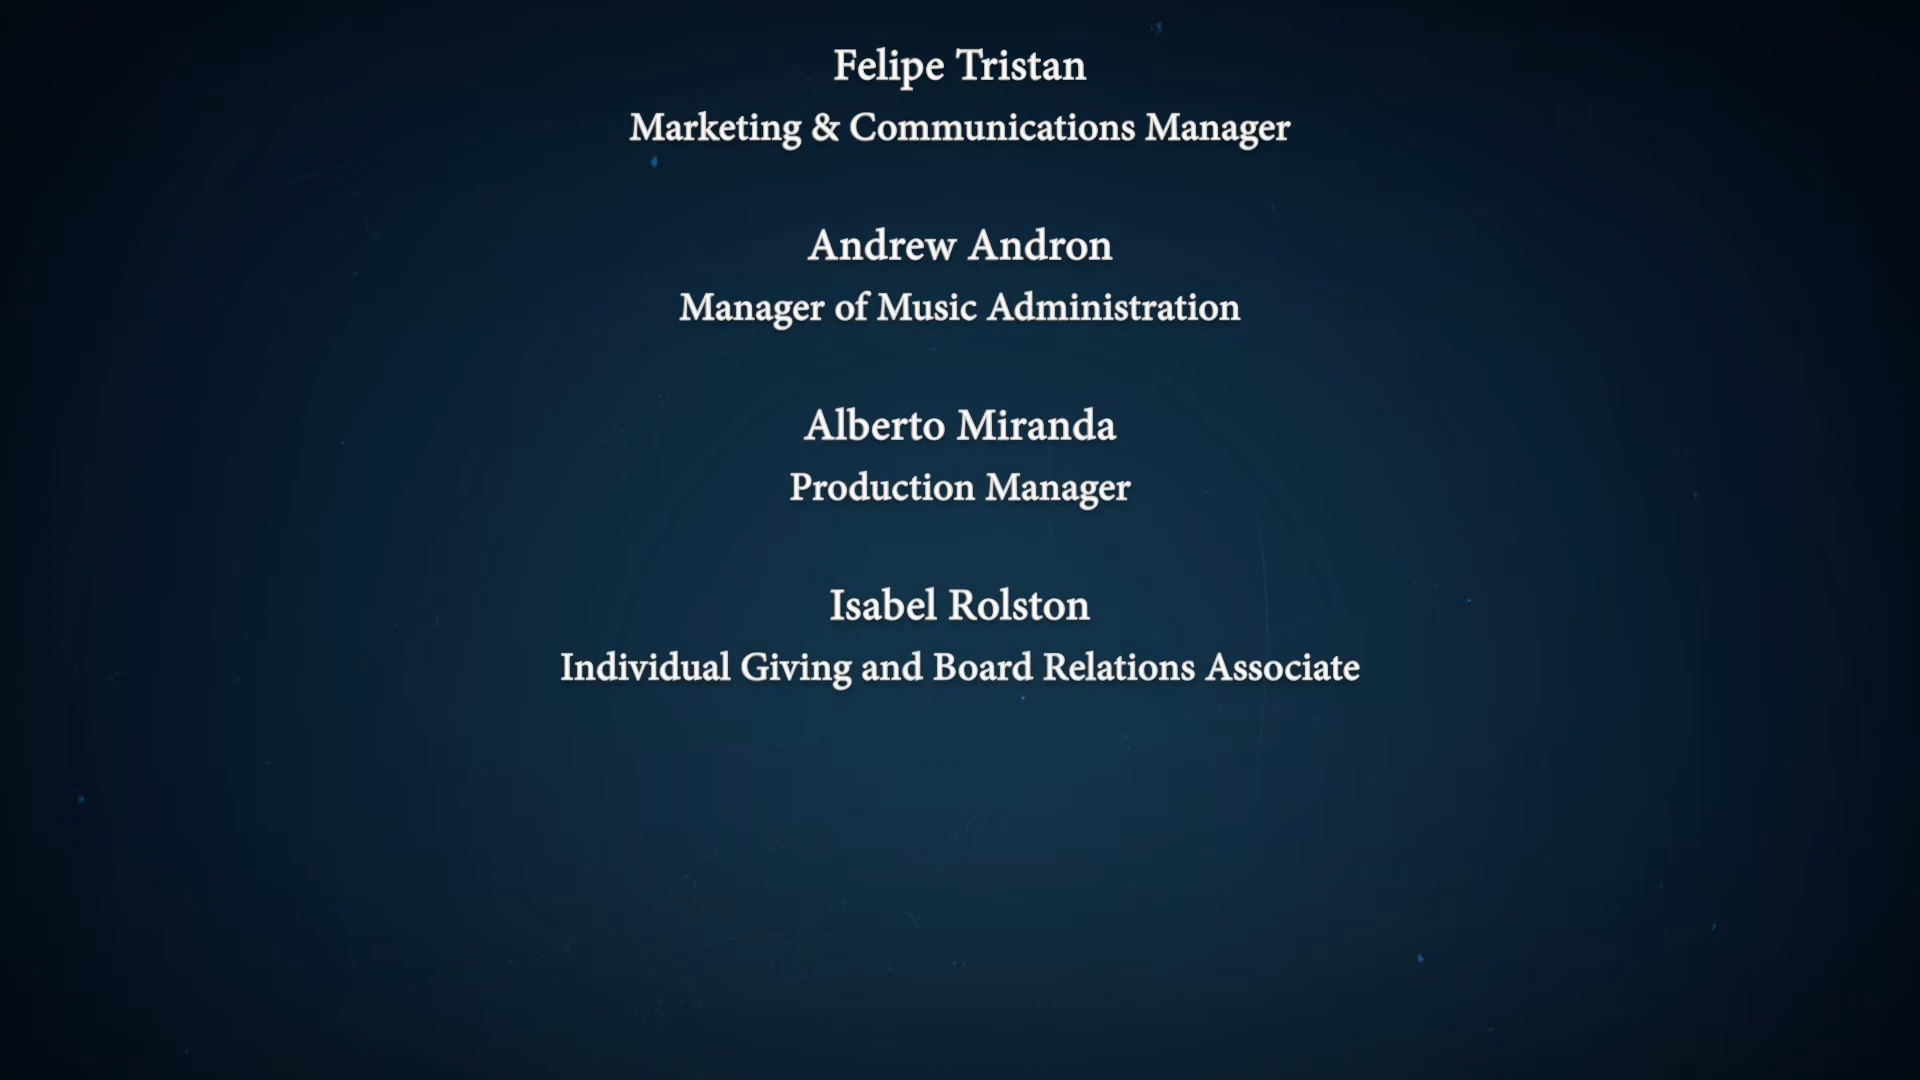 Felipe Tristan
Marketing & Communications Manager
Andrew Andron
Manager of Music Administration
Alberto Miranda
Production Manager
Isabel Rolston
Individual Giving and Board Relations Associate